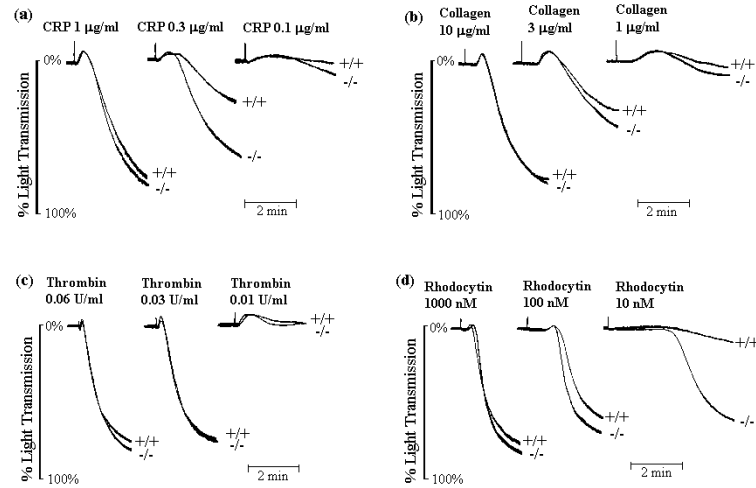 (a)
CRP 1 µg/ml CRP 0.3 µg/ml CRP 0.1 µg/ml
0%
+/+
-/-
+/+
-/-
+/+
-/-
100%
2 min
% Light Transmission
(b)
Collagen 10 µg/ml
Collagen 3 µg/ml
Collagen 1 µg/ml
0%
+/+
-/-
+/+
-/-
+/+
-/-
100%
2 min
% Light Transmission
(c)
Thrombin 0.06 U/ml
Thrombin 0.03 U/ml
Thrombin 0.01 U/ml
0%
+/+
-/-
+/+
-/-
+/+
-/-
100%
2 min
% Light Transmission
(d)
Rhodocytin 1000 nM
Rhodocytin 100 nM
Rhodocytin 10 nM
0%
+/+
-/-
+/+
-/-
+/+
-/-
100%
2 min
% Light Transmission